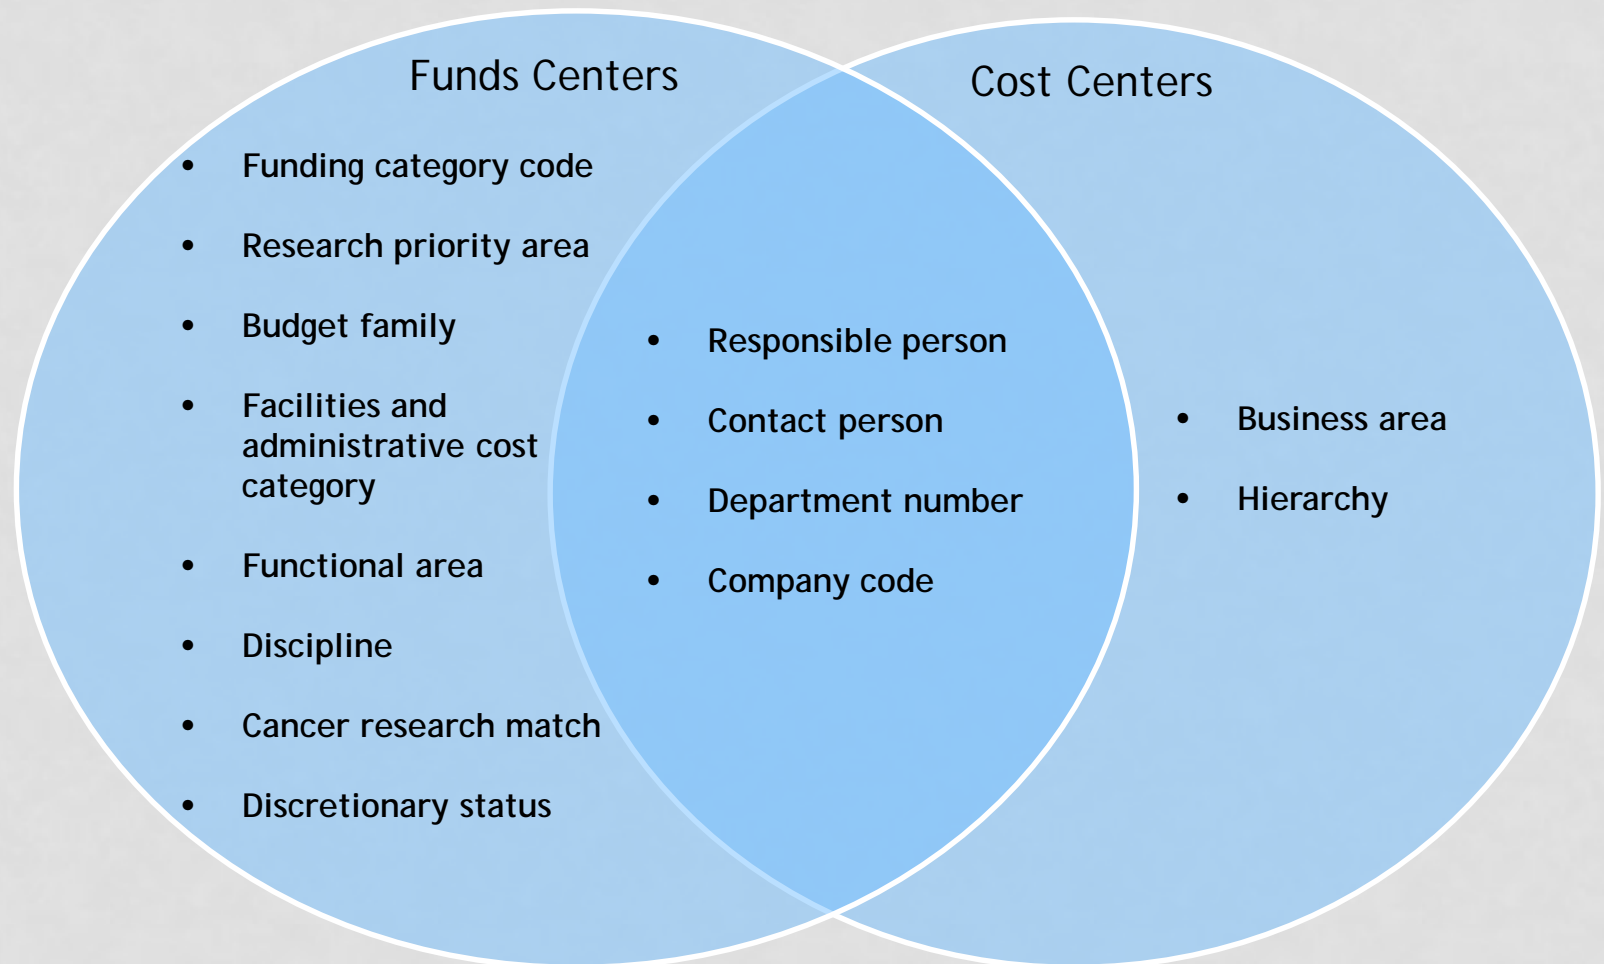 Funds Centers
• Funding category code
• Research priority area
• Budget family
• Facilities and
administrative cost
category
• Functional area
• Discipline
• Cancer research match
• Discretionary status
• Responsible person
• Contact person
• Department number
• Company code
Cost Centers
• Business area
• Hierarchy